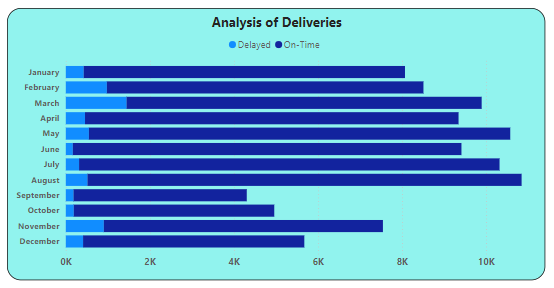 Analysis of Deliveries
Delayed On-Time
January
February
March
April
May
June
July
August
September
October
November
December
0K 2K 4K 6K 8K 10K